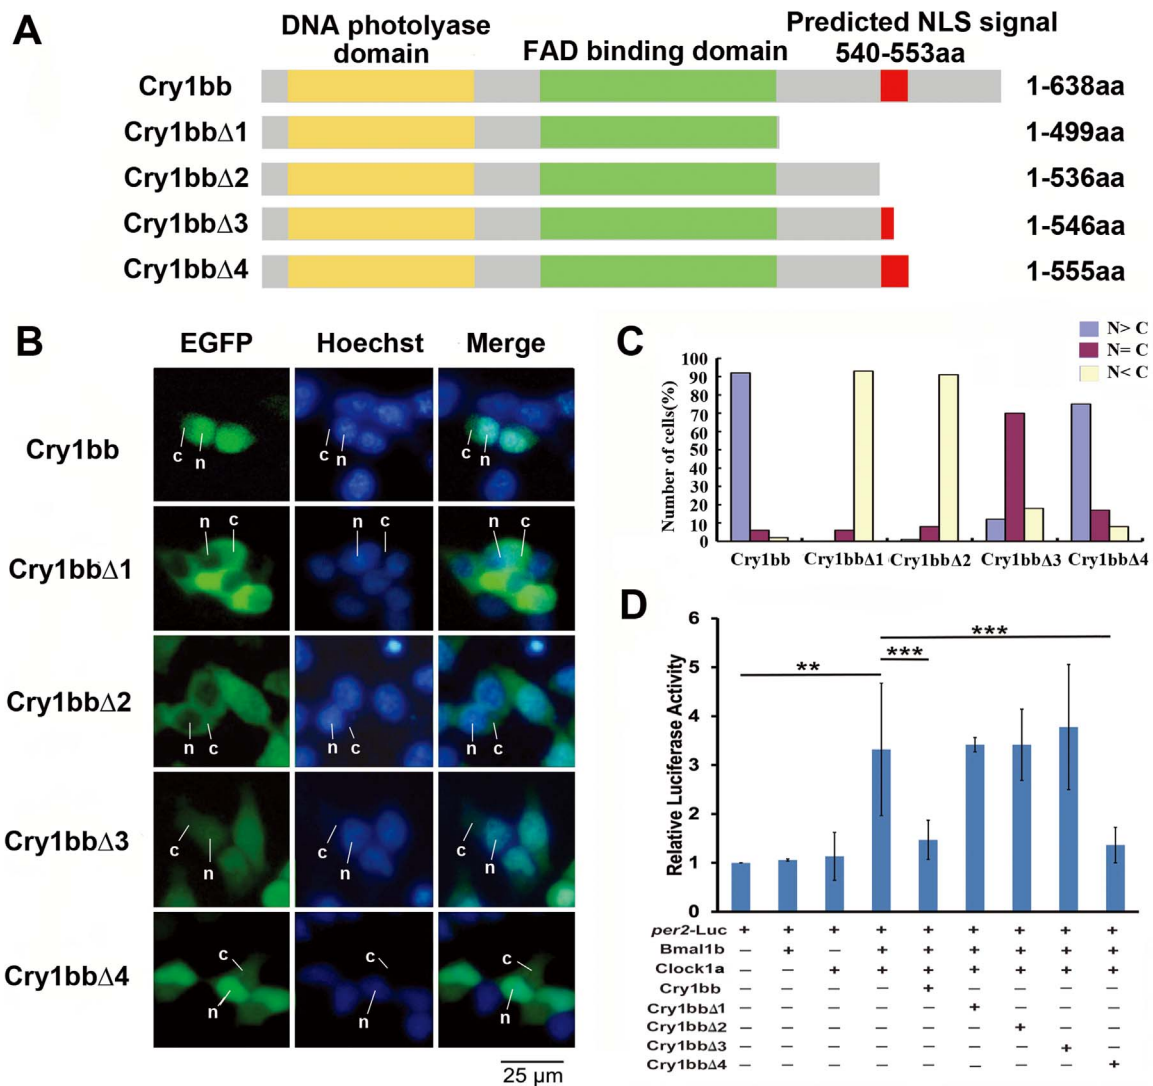 A
DNA photolyase domain
FAD binding domain
Predicted NLS signal
540-553aa
Cry1bb
1-638aa
Cry1bbΔ1
1-499aa
Cry1bbΔ2
1-536aa
Cry1bbΔ3
1-546aa
Cry1bbΔ4
1-555aa
B
EGFP Hoechst Merge
Cry1bb
c n c n c n
Cry1bbΔ1
n c n c n c
Cry1bbΔ2
n c n c n c
Cry1bbΔ3
c n c n c n
Cry1bbΔ4
c n c n c n
25 µm
C
N> C
N= C
N< C
Number of cells(%)
100
90
80
70
60
50
40
30
20
10
0
Cry1bb Cry1bbΔ1 Cry1bbΔ2 Cry1bbΔ3 Cry1bbΔ4
D
Relative Luciferase Activity
6
5
4
3
2
1
0
** *** ***
per2-Luc + + + + + + + + +
Bmal1b – + – + + + + + +
Clock1a – – + + + + + + +
Cry1bb – – – – + – – – –
Cry1bbΔ1 – – – – – + – – –
Cry1bbΔ2 – – – – – – + – –
Cry1bbΔ3 – – – – – – – + –
Cry1bbΔ4 – – – – – – – – +